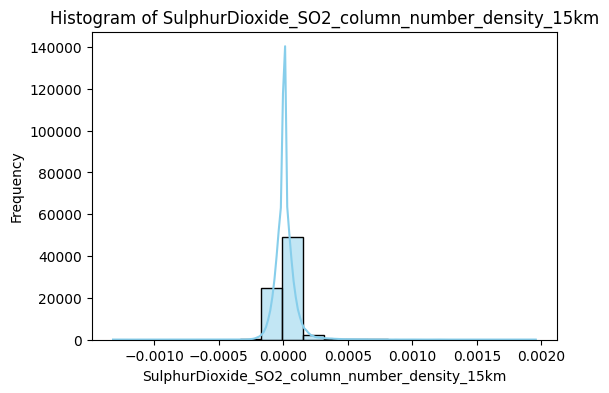 Histogram of SulphurDioxide_SO2_column_number_density_15km
Frequency
140000
120000
100000
80000
60000
40000
20000
0
−0.0010 −0.0005 0.0000 0.0005 0.0010 0.0015 0.0020
SulphurDioxide_SO2_column_number_density_15km